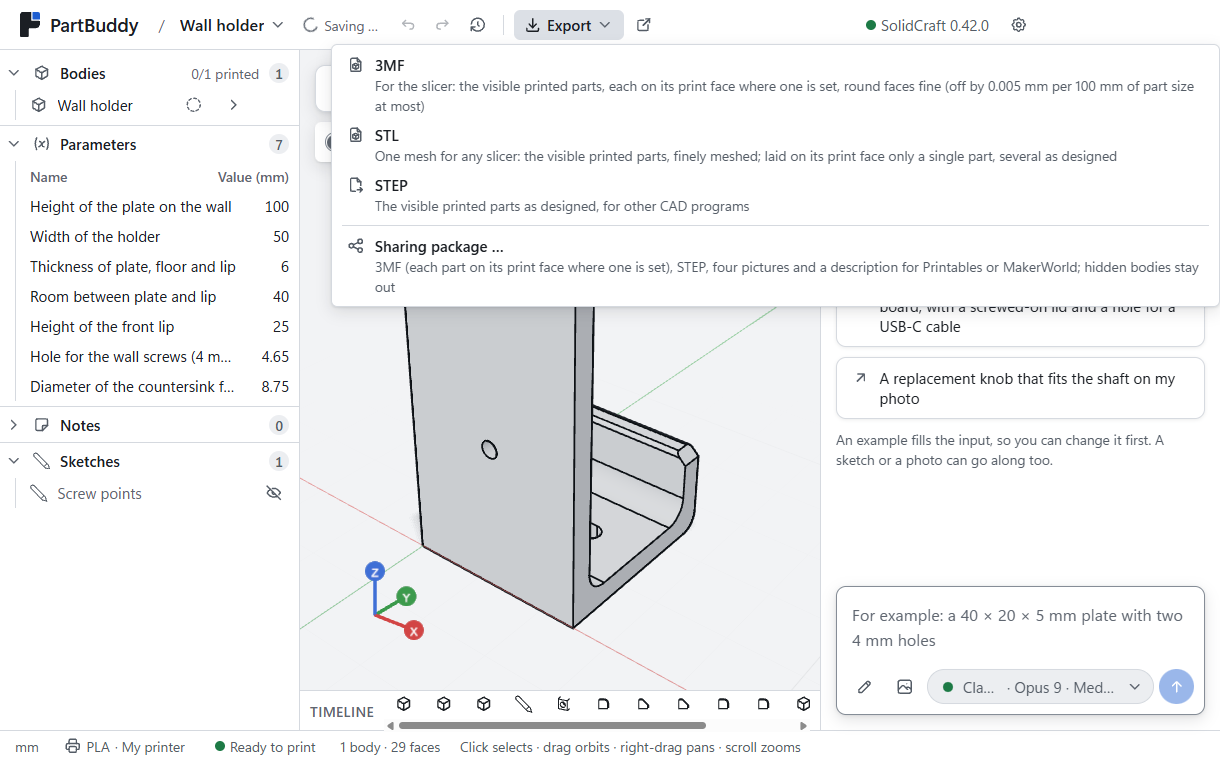 PartBuddy / Wall holder Saving ... Export SolidCraft 0.42.0
Bodies 0/1 printed 1
Wall holder
Parameters 7
Name Value (mm)
Height of the plate on the wall 100
Width of the holder 50
Thickness of plate, floor and lip 6
Room between plate and lip 40
Height of the front lip 25
Hole for the wall screws (4 m... 4.65
Diameter of the countersink f... 8.75
Notes 0
Sketches 1
Screw points
3MF
For the slicer: the visible printed parts, each on its print face where one is set, round faces fine (off by 0.005 mm per 100 mm of part size
at most)
STL
One mesh for any slicer: the visible printed parts, finely meshed; laid on its print face only a single part, several as designed
STEP
The visible printed parts as designed, for other CAD programs
Sharing package ...
3MF (each part on its print face where one is set), STEP, four pictures and a description for Printables or MakerWorld; hidden bodies stay
out
Z
Y
X
board, with a screwed-on lid and a hole for a
USB-C cable
A replacement knob that fits the shaft on my
photo
An example fills the input, so you can change it first. A
sketch or a photo can go along too.
For example: a 40 × 20 × 5 mm plate with two
4 mm holes
Cla... · Opus 9 · Med...
TIMELINE
mm PLA · My printer Ready to print 1 body · 29 faces Click selects · drag orbits · right-drag pans · scroll zooms